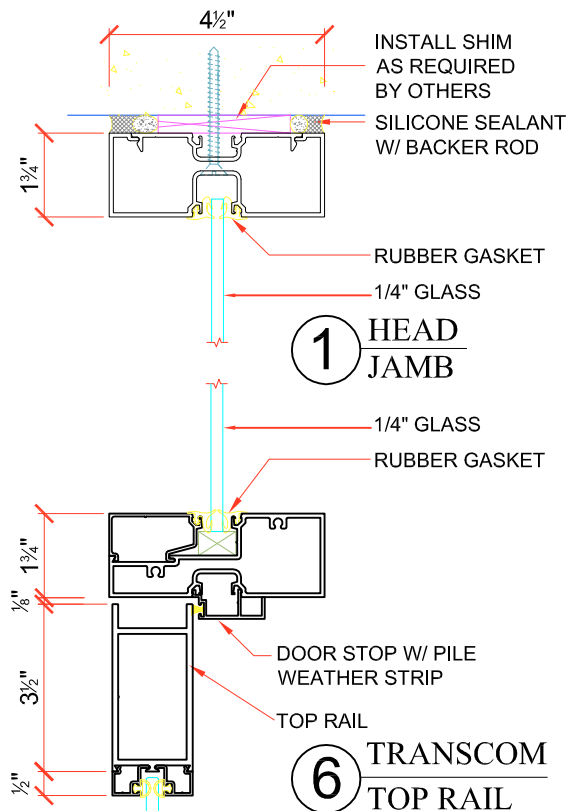 4½"
INSTALL SHIM
AS REQUIRED
BY OTHERS
SILICONE SEALANT
W/ BACKER ROD
1¾"
RUBBER GASKET
1/4" GLASS
1
HEAD
JAMB
1/4" GLASS
RUBBER GASKET
1¾"
⅛"
DOOR STOP W/ PILE
WEATHER STRIP
3½"
TOP RAIL
6
TRANSCOM
TOP RAIL
½"